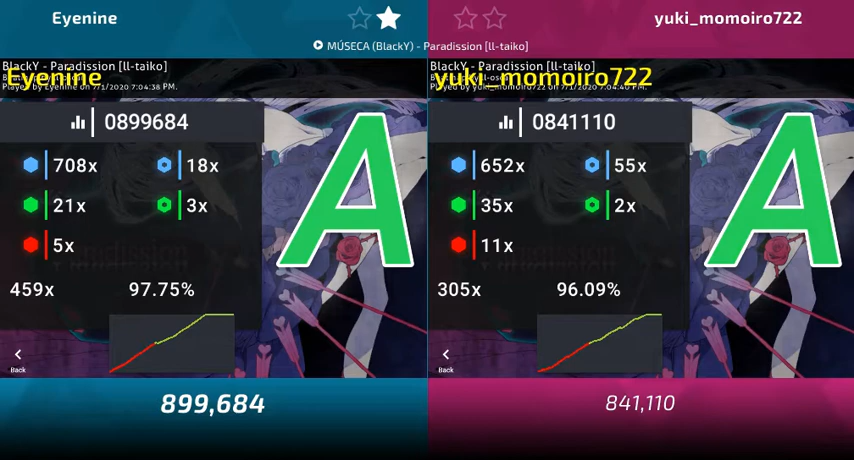 Eyenine
yuki_momoiro722
MÚSECA (BlackY) - Paradission [ll-taiko]
BlackY - Paradission [ll-taiko]
Eyenine
Played by Eyenine on 7/1/2020 7:04:38 PM.
0899684
708x
18x
21x
3x
5x
459x
97.75%
A
Back
899,684
BlackY - Paradission [ll-taiko]
yuki_momoiro722
Played by yuki_momoiro722 on 7/1/2020 7:04:40 PM.
0841110
652x
55x
35x
2x
11x
305x
96.09%
A
Back
841,110